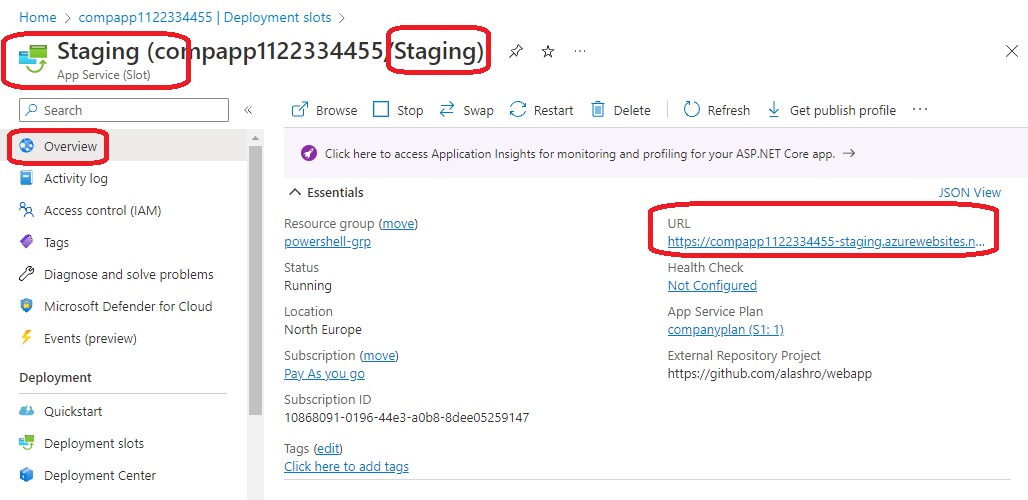 Home > compapp1122334455 | Deployment slots >
Staging (compapp1122334455/Staging) ...
App Service (Slot)
Search «
Overview
Activity log
Access control (IAM)
Tags
Diagnose and solve problems
Microsoft Defender for Cloud
Events (preview)
Deployment
Quickstart
Deployment slots
Deployment Center
Browse Stop Swap Restart Delete Refresh Get publish profile ...
Click here to access Application Insights for monitoring and profiling for your ASP.NET Core app. →
Essentials JSON View
Resource group (move)
powershell-grp
Status
Running
Location
North Europe
Subscription (move)
Pay As you go
Subscription ID
10868091-0196-44e3-a0b8-8dee05259147
Tags (edit)
Click here to add tags
URL
https://compapp1122334455-staging.azurewebsites.n...
Health Check
Not Configured
App Service Plan
companyplan (S1: 1)
External Repository Project
https://github.com/alashro/webapp